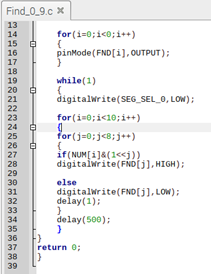 Find_0_9.c
13
14 for(i=0;i<0;i++)
15 {
16 pinMode(FND[i],OUTPUT);
17 }
18
19 while(1)
20 {
21 digitalWrite(SEG_SEL_0,LOW);
22
23 for(i=0;i<10;i++)
24 {
25 for(j=0;j<8;j++)
26 {
27 if(NUM[i]&(1<<j))
28 digitalWrite(FND[j],HIGH);
29
30 else
31 digitalWrite(FND[j],LOW);
32 delay(1);
33 }
34 delay(500);
35 }
36 }
37 return 0;
38 }
39